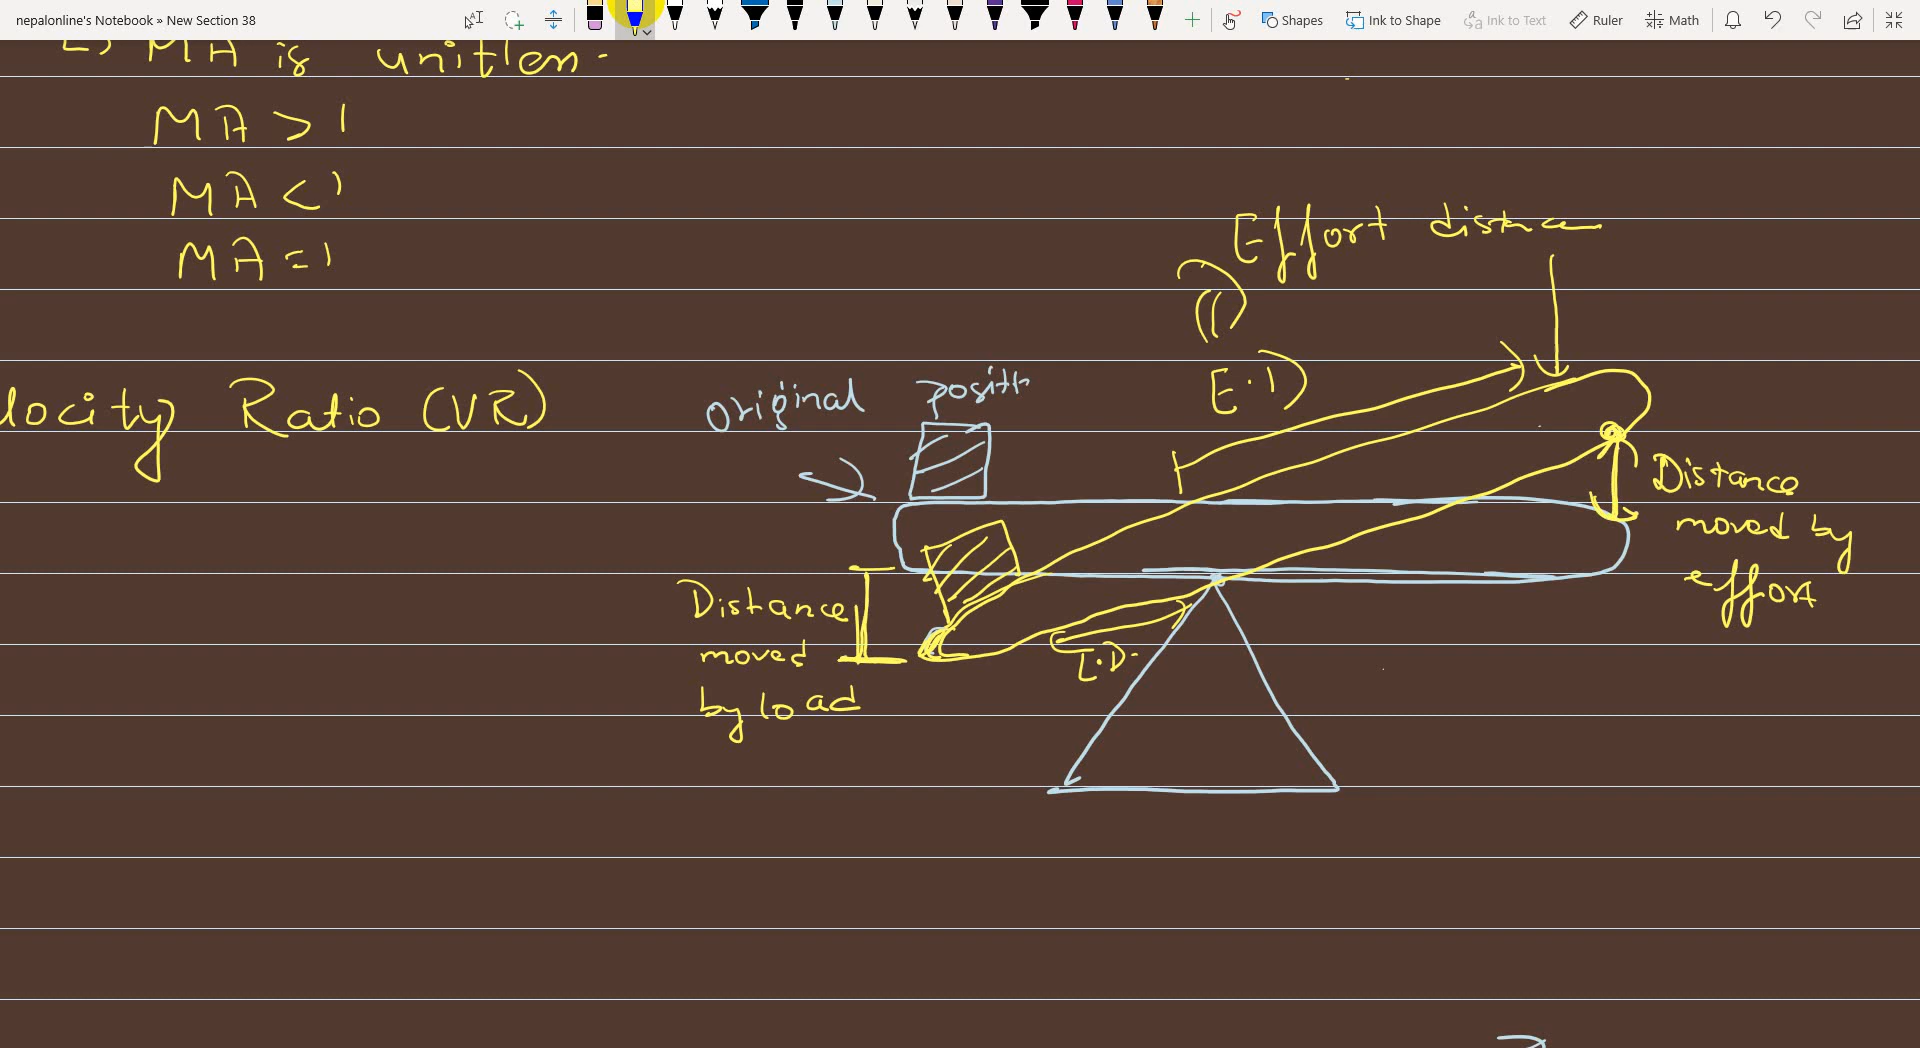 nepalonline's Notebook » New Section 38
Shapes
Ink to Shape
Ink to Text
Ruler
Math
MA is unitless.
MA > 1
MA < 1
MA = 1
locity Ratio (VR)
Effort distance
E.D
original position
Distance
moved by
effort
Distance
moved
by load
L.D.